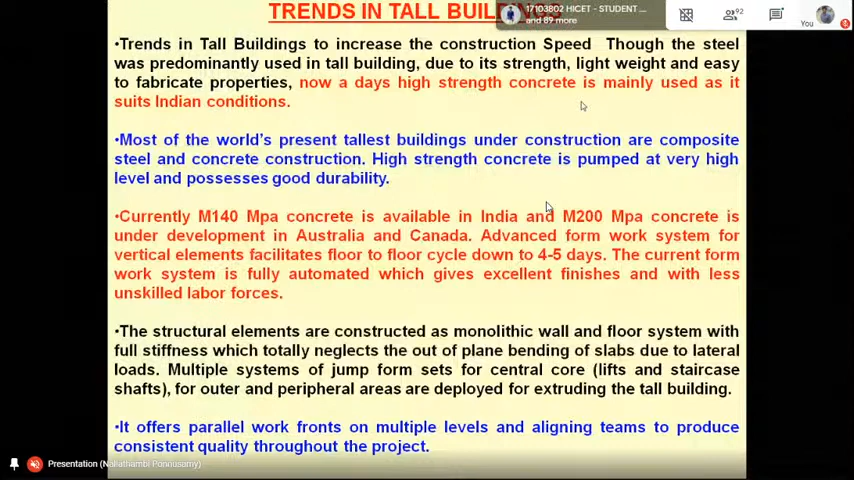 TRENDS IN TALL BUIL
17103802 HICET - STUDENT ...
and 89 more
92
You
•Trends in Tall Buildings to increase the construction Speed Though the steel
was predominantly used in tall building, due to its strength, light weight and easy
to fabricate properties, now a days high strength concrete is mainly used as it
suits Indian conditions.
•Most of the world's present tallest buildings under construction are composite
steel and concrete construction. High strength concrete is pumped at very high
level and possesses good durability.
•Currently M140 Mpa concrete is available in India and M200 Mpa concrete is
under development in Australia and Canada. Advanced form work system for
vertical elements facilitates floor to floor cycle down to 4-5 days. The current form
work system is fully automated which gives excellent finishes and with less
unskilled labor forces.
•The structural elements are constructed as monolithic wall and floor system with
full stiffness which totally neglects the out of plane bending of slabs due to lateral
loads. Multiple systems of jump form sets for central core (lifts and staircase
shafts), for outer and peripheral areas are deployed for extruding the tall building.
•It offers parallel work fronts on multiple levels and aligning teams to produce
consistent quality throughout the project.
Presentation (Nallathambi Ponnusamy)